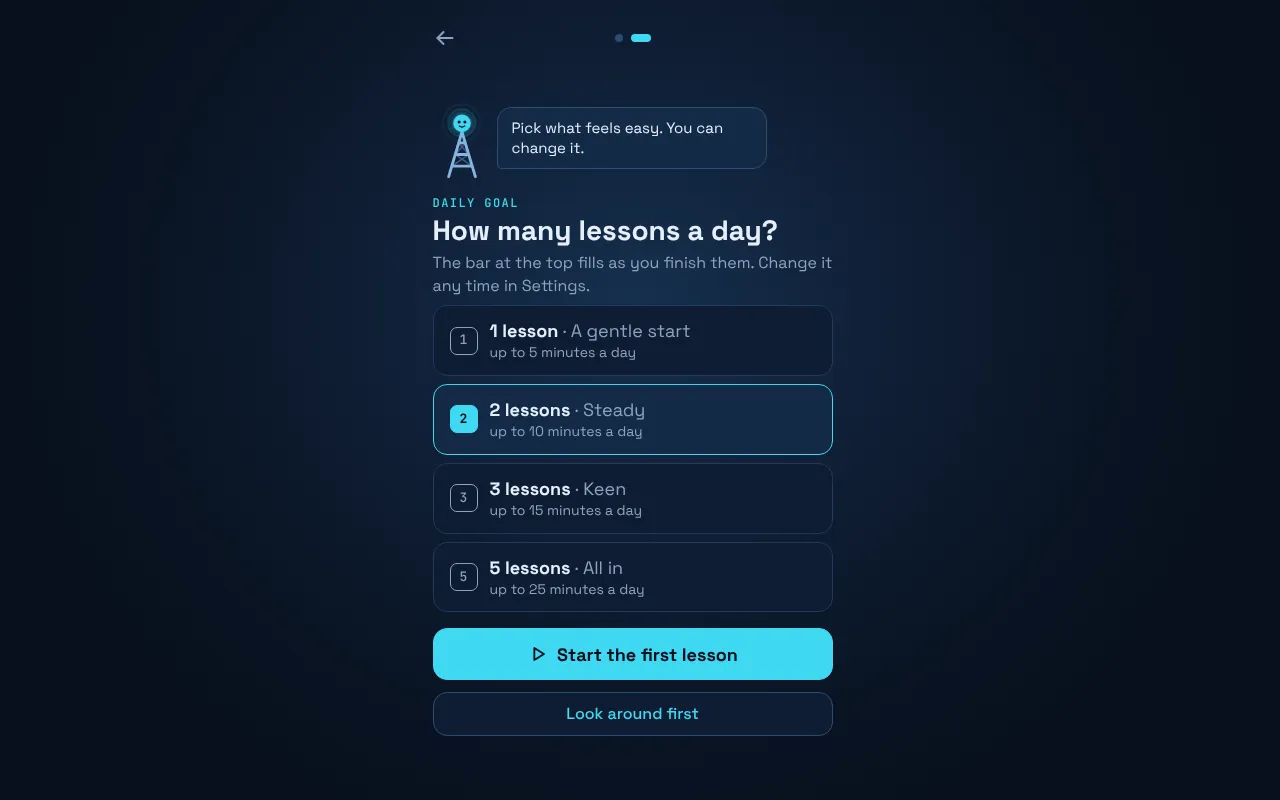 Pick what feels easy. You can
change it.
DAILY GOAL
How many lessons a day?
The bar at the top fills as you finish them. Change it
any time in Settings.
1
1 lesson · A gentle start
up to 5 minutes a day
2
2 lessons · Steady
up to 10 minutes a day
3
3 lessons · Keen
up to 15 minutes a day
5
5 lessons · All in
up to 25 minutes a day
Start the first lesson
Look around first